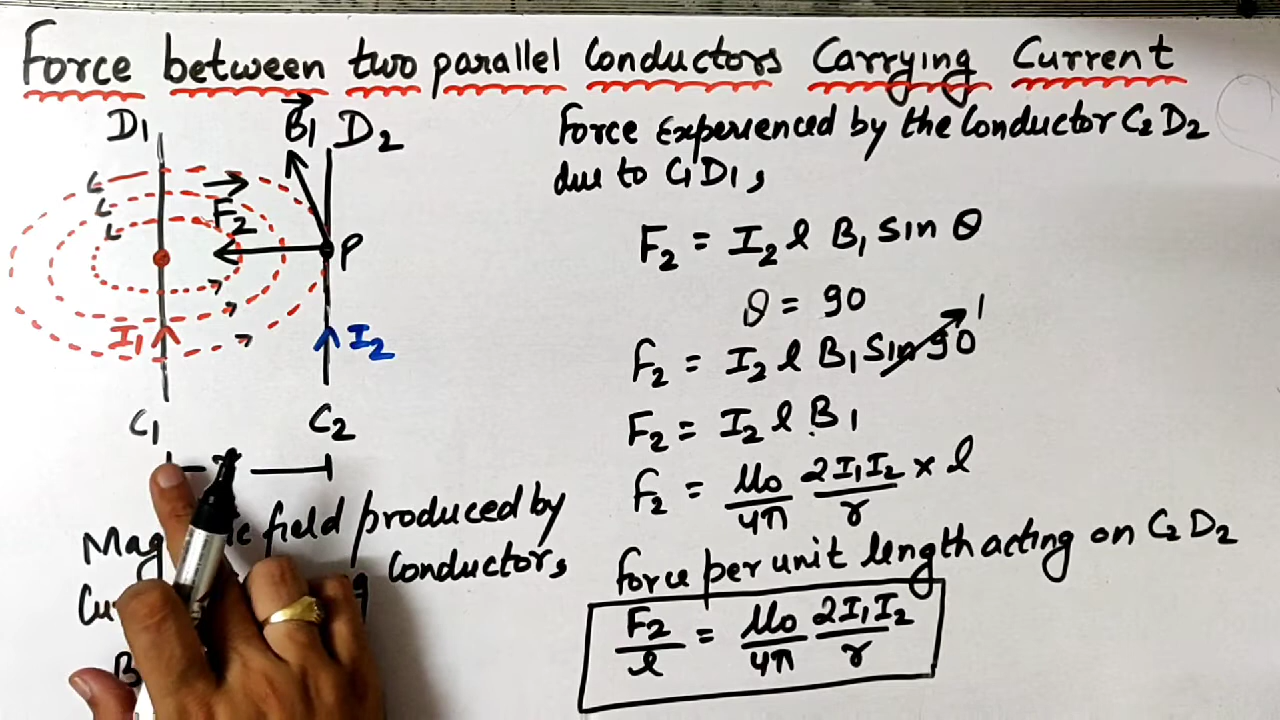 Force between two parallel Conductors Carrying Current
D1 B⃗1 D2
F⃗2
P
I1 I2
C1 C2
field produced by
conductors,
B
Force Experienced by the Conductor C2D2
due to C1D1,
F2 = I2 l B1 Sin θ
θ = 90
F2 = I2 l B1 Sin 90 1
F2 = I2 l B1
F2 = μ0/4π 2I1I2/r × l
Force per unit length acting on C2D2
F2/l = μ0/4π 2I1I2/r